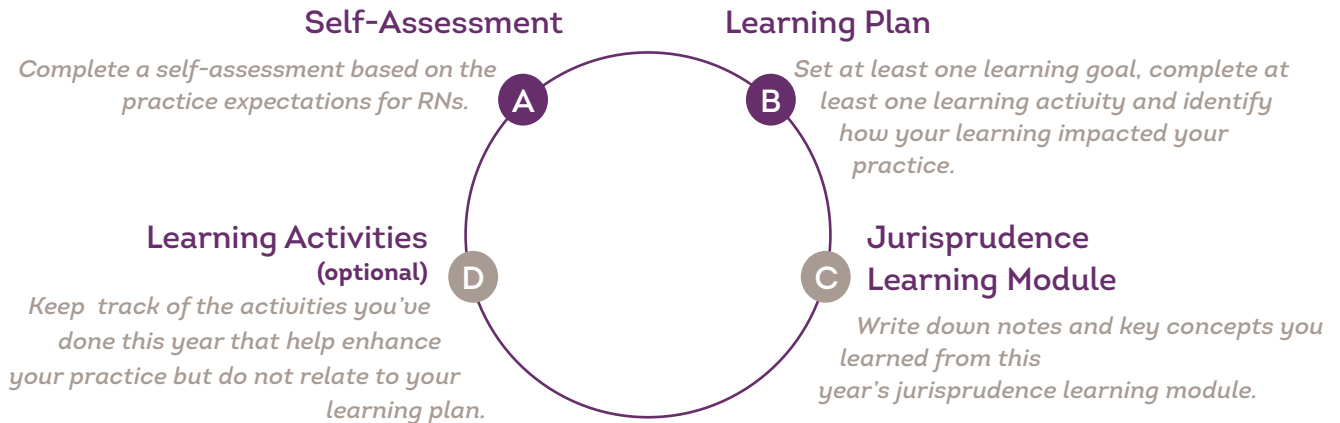 Self-Assessment
Complete a self-assessment based on the
practice expectations for RNs.
A
Learning Plan
B
Set at least one learning goal, complete at
least one learning activity and identify
how your learning impacted your
practice.
Learning Activities
(optional)
D
Keep track of the activities you've
done this year that help enhance
your practice but do not relate to your
learning plan.
C
Jurisprudence
Learning Module
Write down notes and key concepts you
learned from this
year's jurisprudence learning module.